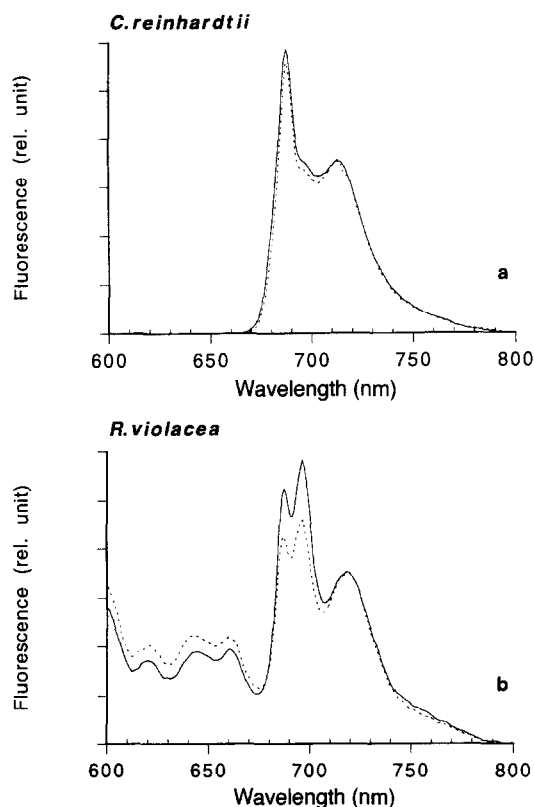 C.reinhardtii
Fluorescence (rel. unit)
a
600 650 700 750 800
Wavelength (nm)
R.violacea
Fluorescence (rel. unit)
b
600 650 700 750 800
Wavelength (nm)